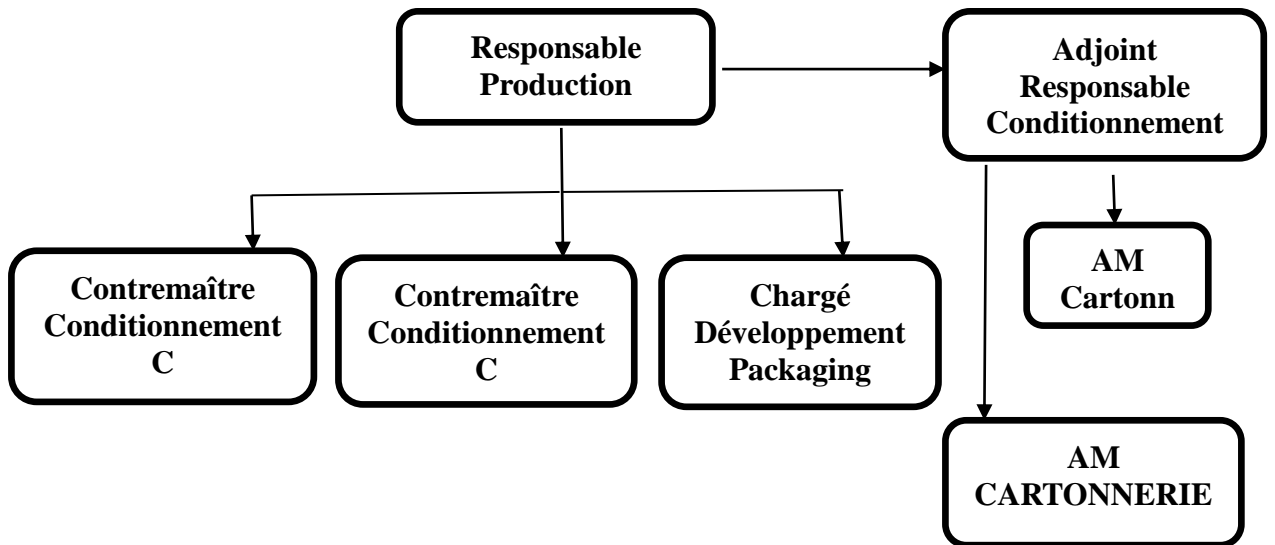 Responsable
Production
Adjoint
Responsable
Conditionnement
Contremaître
Conditionnement
C
Contremaître
Conditionnement
C
Chargé
Développement
Packaging
AM
Cartonn
AM
CARTONNERIE